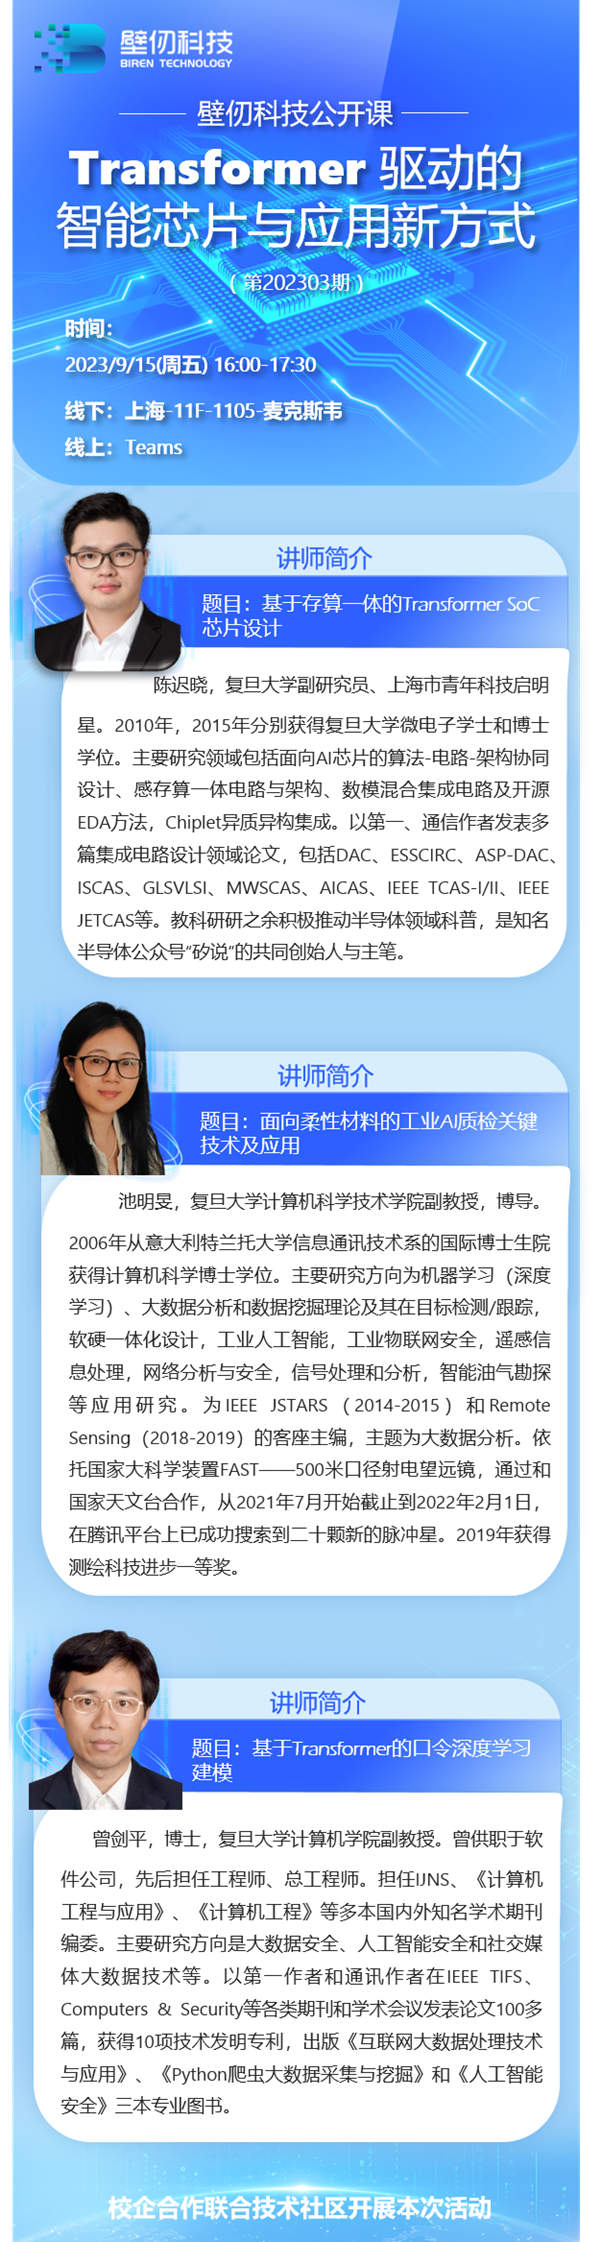 壁仞科技
BIREN TECHNOLOGY
壁仞科技公开课
Transformer 驱动的
智能芯片与应用新方式
（第202303期）
时间：
2023/9/15(周五) 16:00-17:30
线下：上海-11F-1105-麦克斯韦
线上：Teams
讲师简介
题目：基于存算一体的Transformer SoC
芯片设计
陈迟晓，复旦大学副研究员、上海市青年科技启明
星。2010年，2015年分别获得复旦大学微电子学士和博士
学位。主要研究领域包括面向AI芯片的算法-电路-架构协同
设计、感存算一体电路与架构、数模混合集成电路及开源
EDA方法，Chiplet异质异构集成。以第一、通信作者发表多
篇集成电路设计领域论文，包括DAC、ESSCIRC、ASP-DAC、
ISCAS、GLSVLSI、MWSCAS、AICAS、IEEE TCAS-I/II、IEEE
JETCAS等。教科研研之余积极推动半导体领域科普，是知名
半导体公众号“矽说”的共同创始人与主笔。
讲师简介
题目：面向柔性材料的工业AI质检关键
技术及应用
池明旻，复旦大学计算机科学技术学院副教授，博导。
2006年从意大利特兰托大学信息通讯技术系的国际博士生院
获得计算机科学博士学位。主要研究方向为机器学习（深度
学习）、大数据分析和数据挖掘理论及其在目标检测/跟踪，
软硬一体化设计，工业人工智能，工业物联网安全，遥感信
息处理，网络分析与安全，信号处理和分析，智能油气勘探
等应用研究。为IEEE JSTARS（2014-2015）和Remote
Sensing（2018-2019）的客座主编，主题为大数据分析。依
托国家大科学装置FAST——500米口径射电望远镜，通过和
国家天文台合作，从2021年7月开始截止到2022年2月1日，
在腾讯平台上已成功搜索到二十颗新的脉冲星。2019年获得
测绘科技进步一等奖。
讲师简介
题目：基于Transformer的口令深度学习
建模
曾剑平，博士，复旦大学计算机学院副教授。曾供职于软
件公司，先后担任工程师、总工程师。担任IJNS、《计算机
工程与应用》、《计算机工程》等多本国内外知名学术期刊
编委。主要研究方向是大数据安全、人工智能安全和社交媒
体大数据技术等。以第一作者和通讯作者在IEEE TIFS、
Computers & Security等各类期刊和学术会议发表论文100多
篇，获得10项技术发明专利，出版《互联网大数据处理技术
与应用》、《Python爬虫大数据采集与挖掘》和《人工智能
安全》三本专业图书。
校企合作联合技术社区开展本次活动